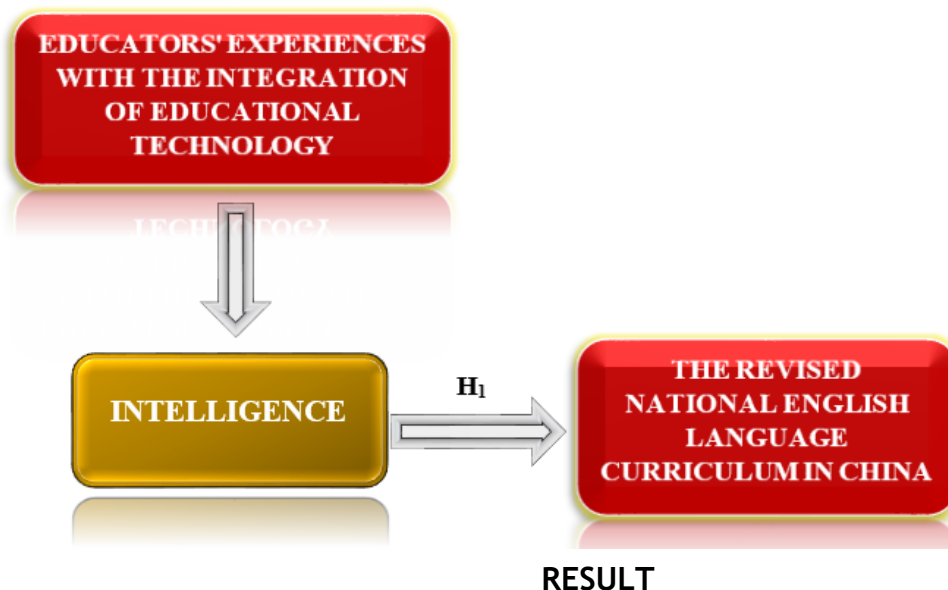 EDUCATORS' EXPERIENCES
WITH THE INTEGRATION
OF EDUCATIONAL
TECHNOLOGY
INTELLIGENCE
H1
THE REVISED
NATIONAL ENGLISH
LANGUAGE
CURRICULUM IN CHINA
RESULT